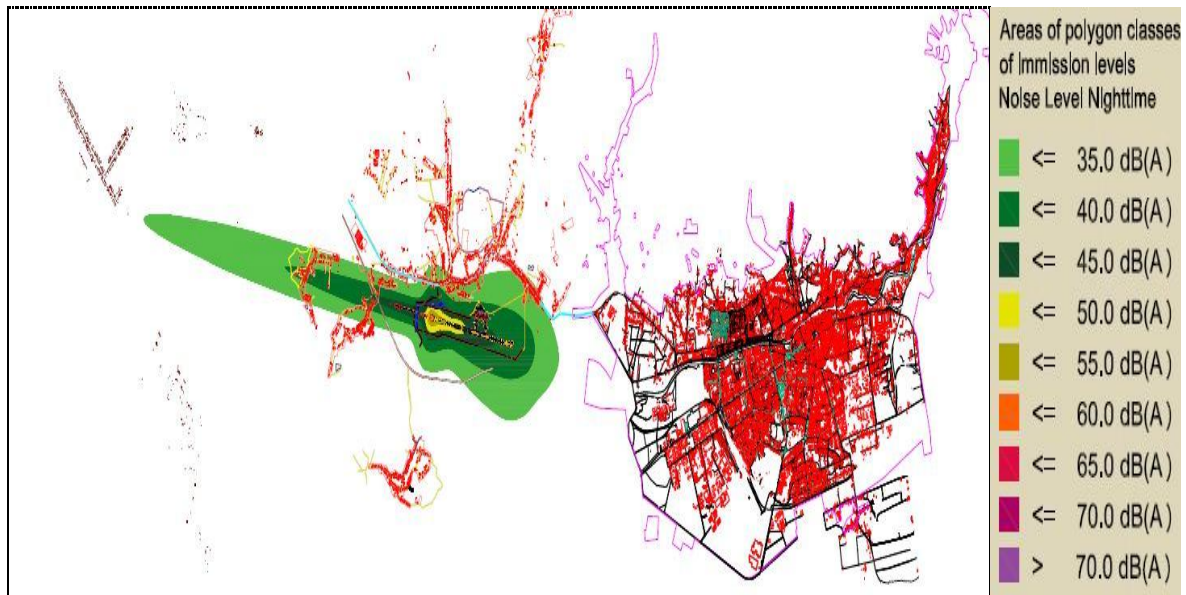 Areas of polygon classes
of Immission levels
Noise Level Nighttime
<= 35.0 dB(A)
<= 40.0 dB(A)
<= 45.0 dB(A)
<= 50.0 dB(A)
<= 55.0 dB(A)
<= 60.0 dB(A)
<= 65.0 dB(A)
<= 70.0 dB(A)
> 70.0 dB(A)